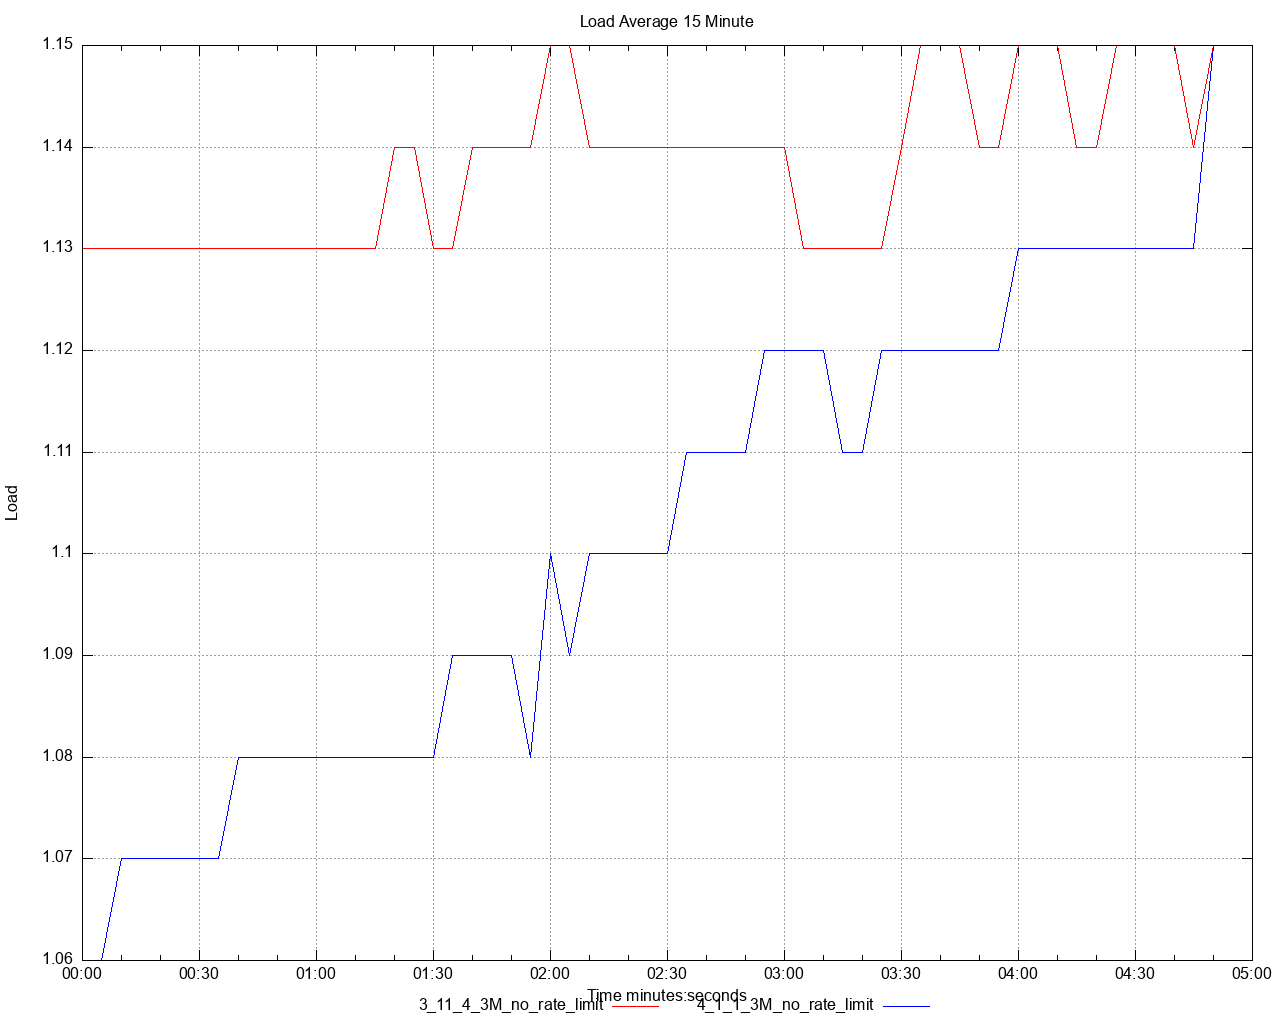 Load Average 15 Minute
1.15
1.14
1.13
1.12
1.11
Load
1.1
1.09
1.08
1.07
1.06
00:00 00:30 01:00 01:30 02:00 02:30 03:00 03:30 04:00 04:30 05:00
Time minutes:seconds
3_11_4_3M_no_rate_limit 4_1_1_3M_no_rate_limit